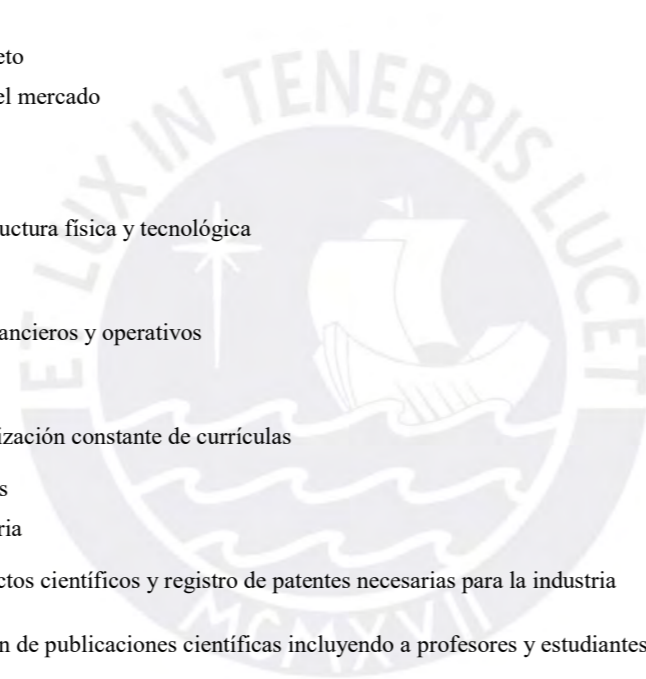 eto
el mercado
ET LUX IN TENEBRIS LUCET
uctura física y tecnológica
ancieros y operativos
ización constante de currículas
s
ria
ctos científicos y registro de patentes necesarias para la industria
n de publicaciones científicas incluyendo a profesores y estudiantes
MCMXVII